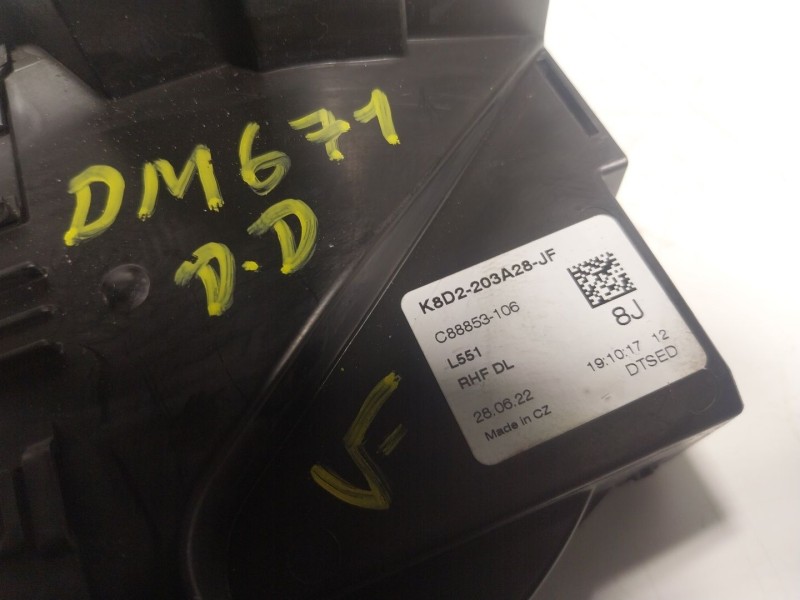 DM671
D.D
V-
K8D2-203A28-JF
C88853-106
8J
L551
RHF DL
19:10:17 12
28.06.22
DTSED
Made in CZ